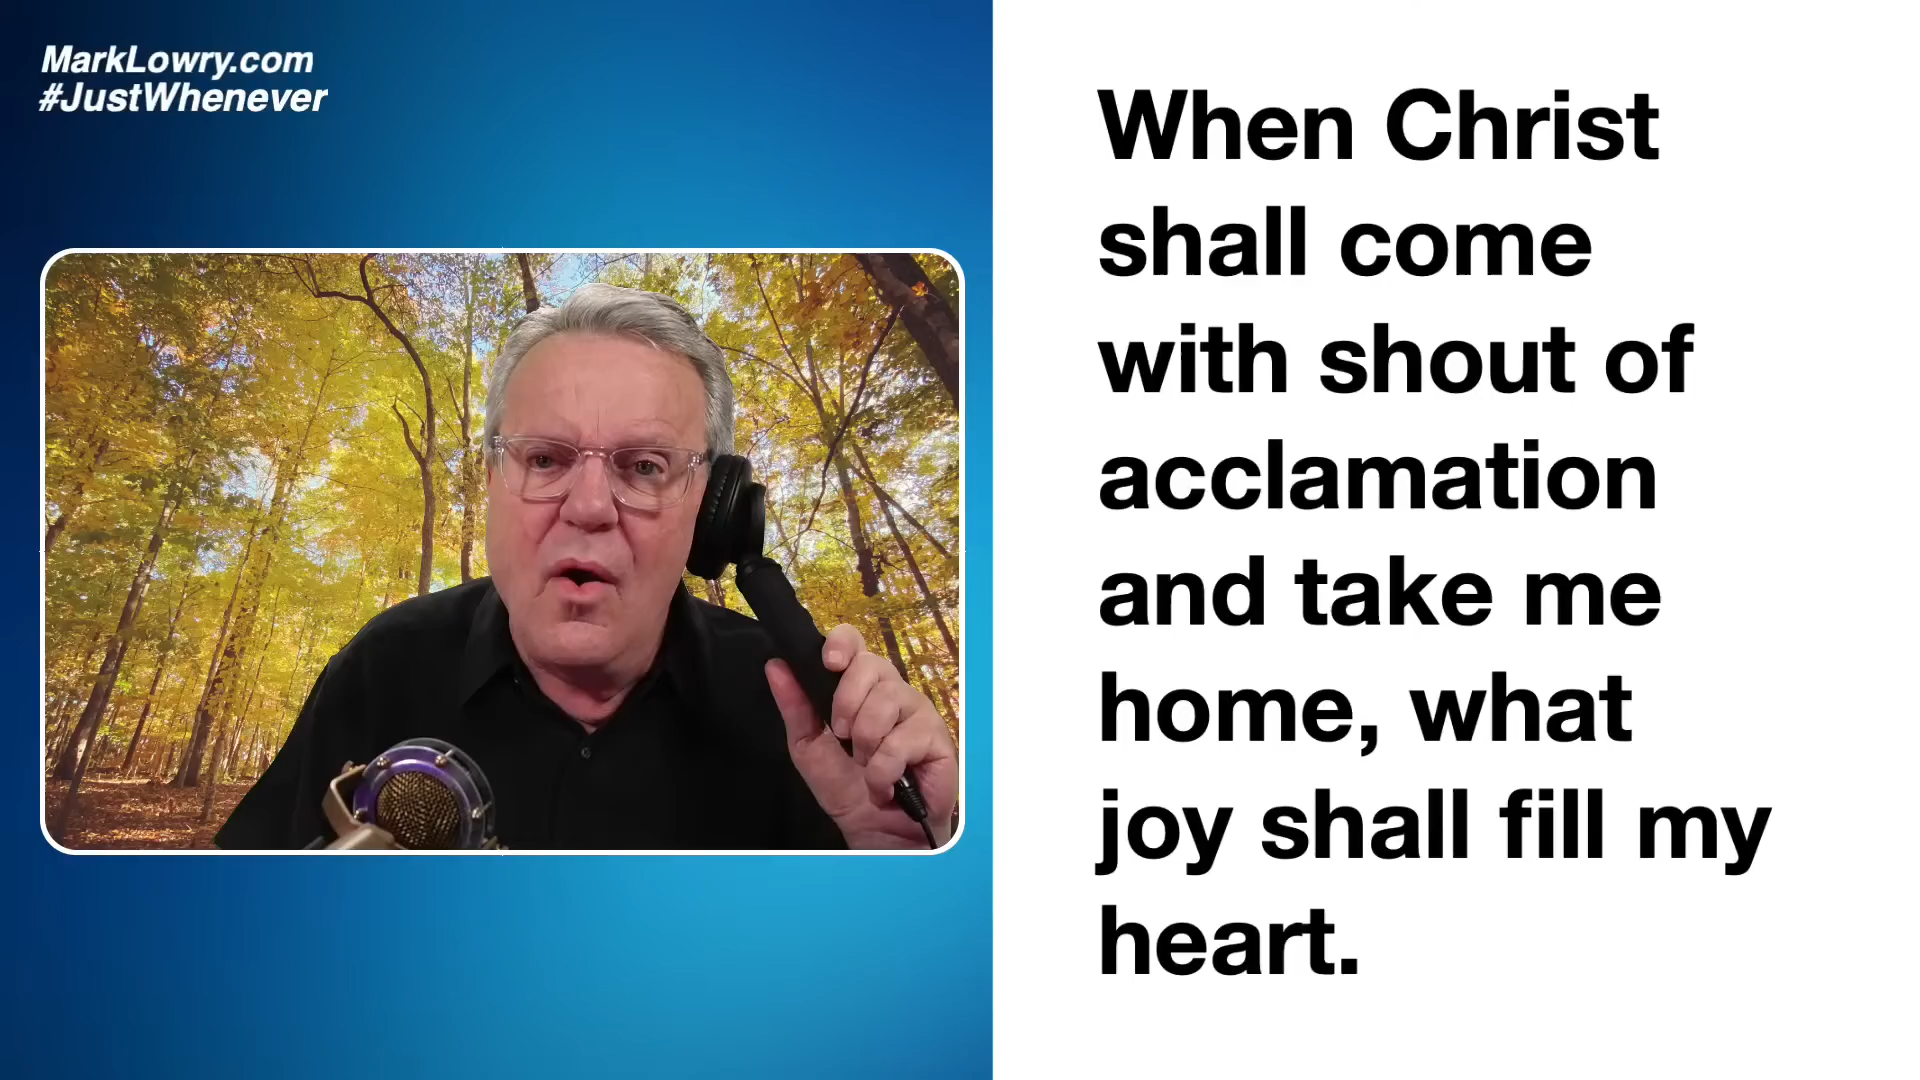 MarkLowry.com
#JustWhenever
When Christ
shall come
with shout of
acclamation
and take me
home, what
joy shall fill my
heart.